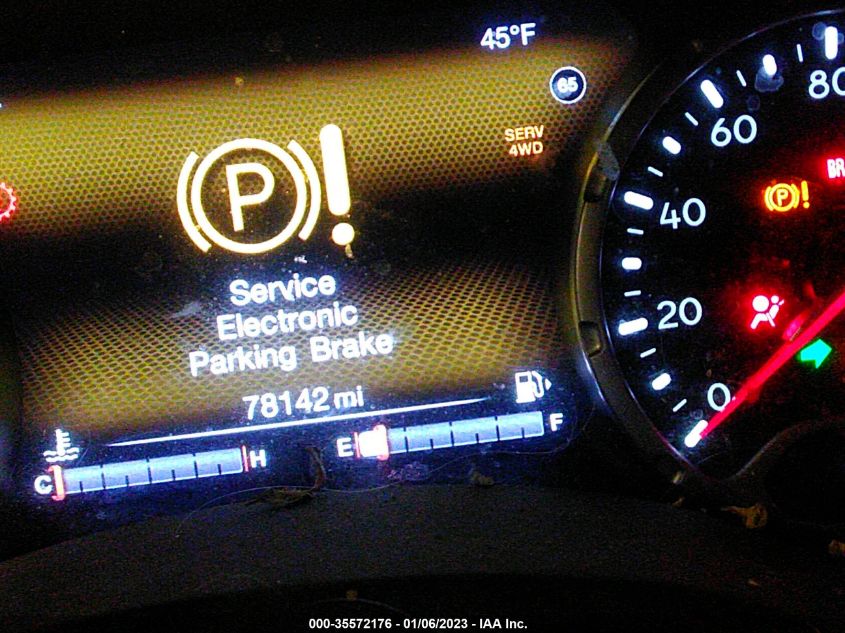 45°F
65
SERV
4WD
P
!
Service
Electronic
Parking Brake
78142 mi
C
H
E
F
0
20
40
60
80
P
!
BR
000-35572176 - 01/06/2023 - IAA Inc.